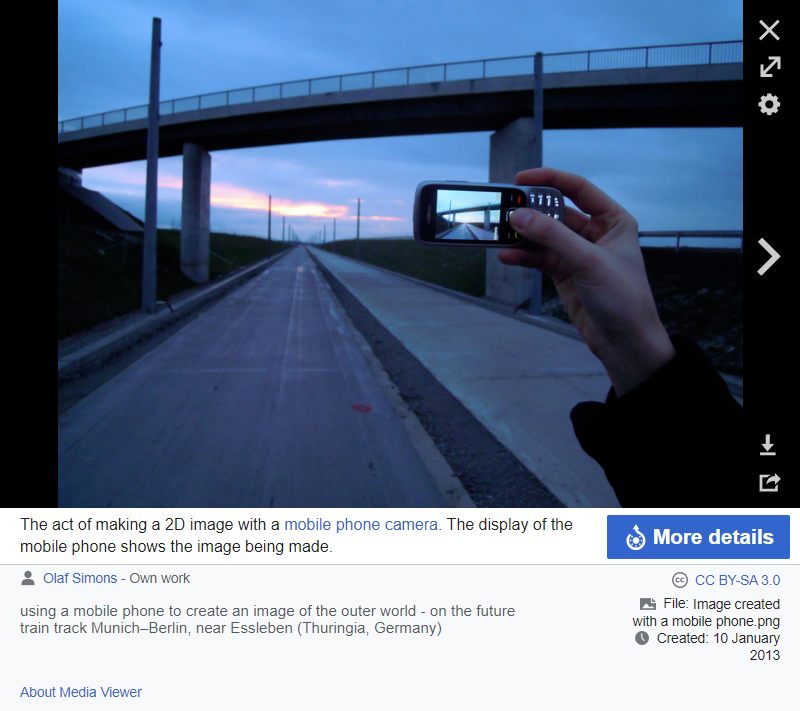 The act of making a 2D image with a mobile phone camera. The display of the
mobile phone shows the image being made.
More details
Olaf Simons - Own work
using a mobile phone to create an image of the outer world - on the future
train track Munich–Berlin, near Essleben (Thuringia, Germany)
cc CC BY-SA 3.0
File: Image created
with a mobile phone.png
Created: 10 January
2013
About Media Viewer